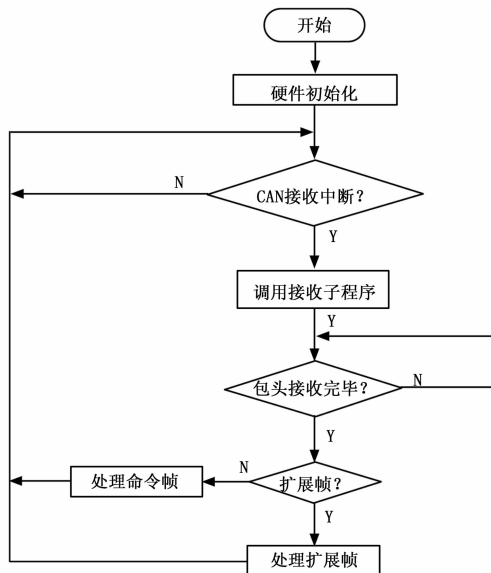 开始
硬件初始化
N
CAN接收中断?
Y
调用接收子程序
Y
包头接收完毕?
N
Y
N
处理命令帧
扩展帧?
Y
处理扩展帧